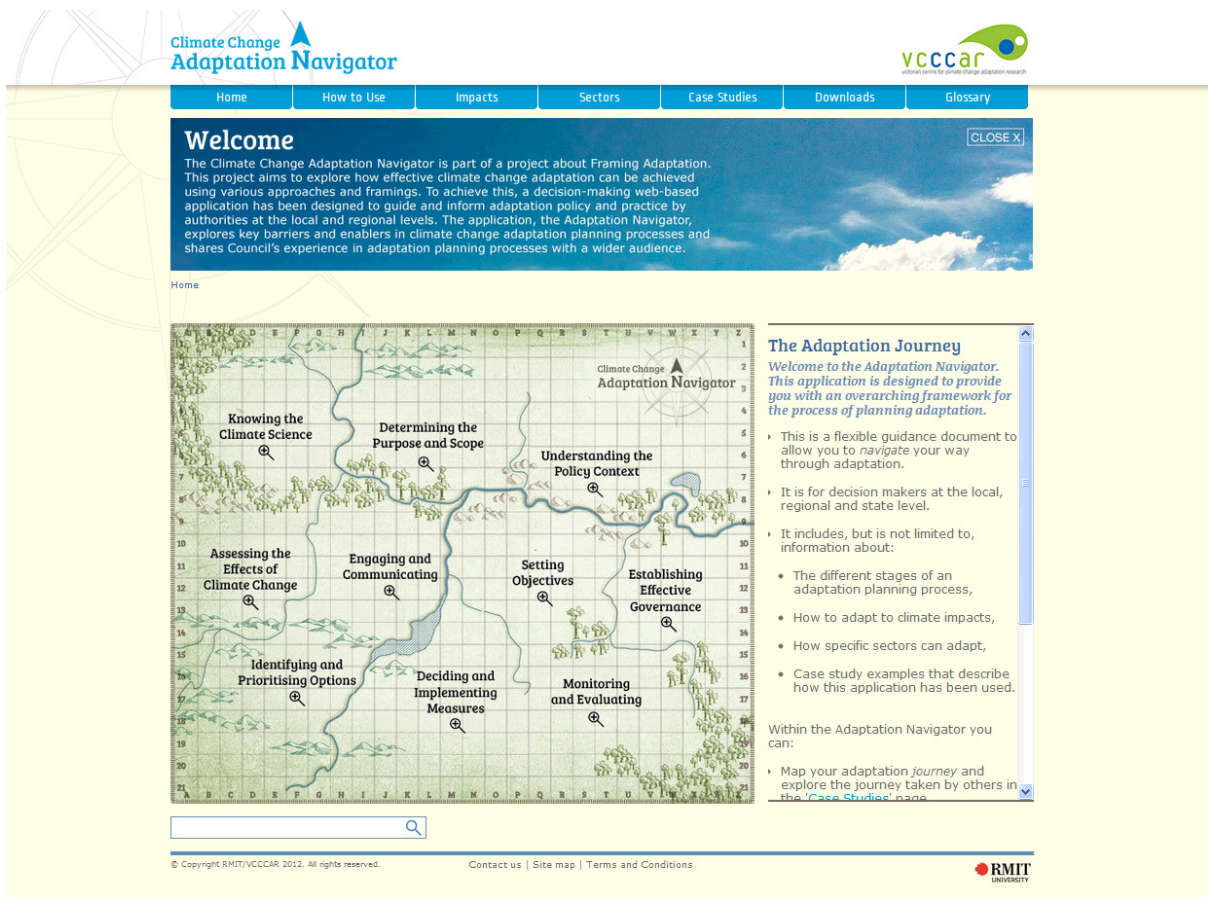 Climate Change
Adaptation Navigator
vcccar
victorian centre for climate change adaptation research
Home
How to Use
Impacts
Sectors
Case Studies
Downloads
Glossary
Welcome
CLOSE X
The Climate Change Adaptation Navigator is part of a project about Framing Adaptation.
This project aims to explore how effective climate change adaptation can be achieved
using various approaches and framings. To achieve this, a decision-making web-based
application has been designed to guide and inform adaptation policy and practice by
authorities at the local and regional levels. The application, the Adaptation Navigator,
explores key barriers and enablers in climate change adaptation planning processes and
shares Council's experience in adaptation planning processes with a wider audience.
Home
A B C D E F G H I J K L M N O P Q R S T U V W X Y Z
Climate Change
Adaptation Navigator
Knowing the
Climate Science
Determining the
Purpose and Scope
Understanding the
Policy Context
Assessing the
Effects of
Climate Change
Engaging and
Communicating
Setting
Objectives
Establishing
Effective
Governance
Identifying and
Prioritising Options
Deciding and
Implementing
Measures
Monitoring
and Evaluating
The Adaptation Journey
Welcome to the Adaptation Navigator.
This application is designed to provide
you with an overarching framework for
the process of planning adaptation.
This is a flexible guidance document to
allow you to navigate your way
through adaptation.
It is for decision makers at the local,
regional and state level.
It includes, but is not limited to,
information about:
• The different stages of an
adaptation planning process,
• How to adapt to climate impacts,
• How specific sectors can adapt,
• Case study examples that describe
how this application has been used.
Within the Adaptation Navigator you
can:
Map your adaptation journey and
explore the journey taken by others in
the 'Case Studies' page
© Copyright RMIT/VCCCAR 2012. All rights reserved.
Contact us | Site map | Terms and Conditions
RMIT
UNIVERSITY